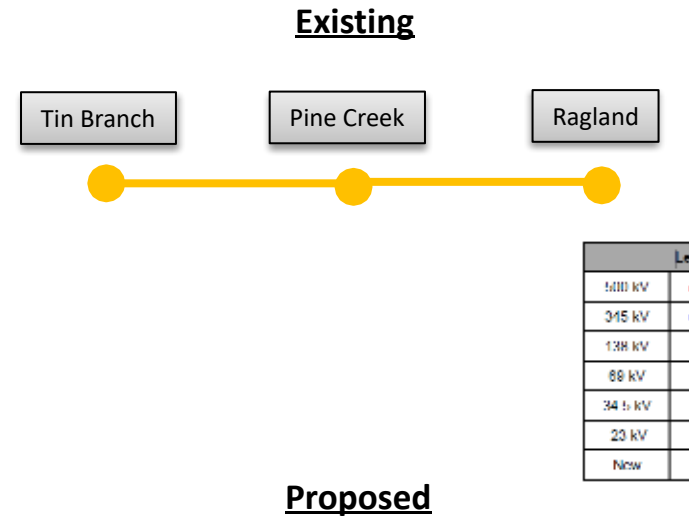 Existing
Tin Branch
Pine Creek
Ragland
Le
500 kV
345 kV
138 kV
69 kV
34.5 kV
23 kV
New
Proposed